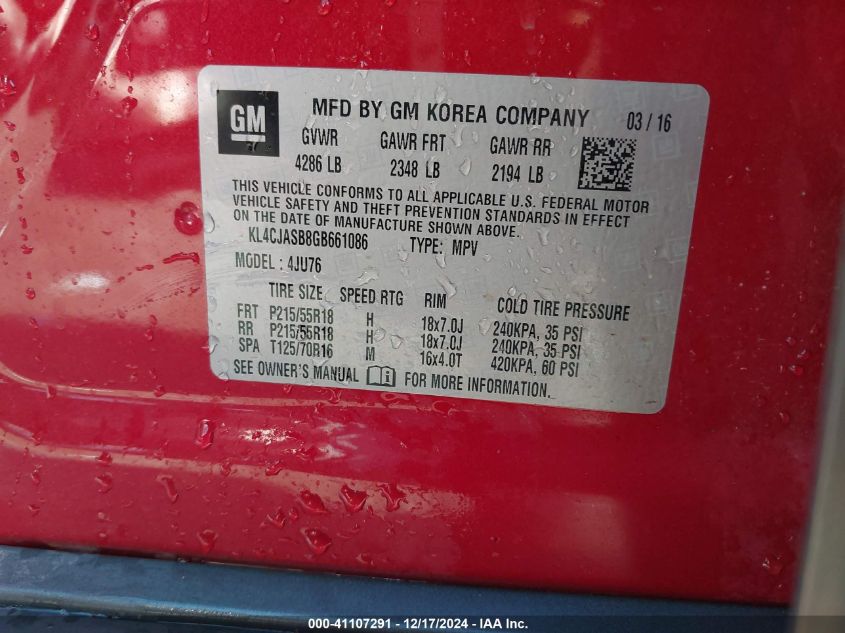 GM
MFD BY GM KOREA COMPANY 03 / 16
GVWR GAWR FRT GAWR RR
4286 LB 2348 LB 2194 LB
THIS VEHICLE CONFORMS TO ALL APPLICABLE U.S. FEDERAL MOTOR
VEHICLE SAFETY AND THEFT PREVENTION STANDARDS IN EFFECT
ON THE DATE OF MANUFACTURE SHOWN ABOVE.
KL4CJASB8GB661086 TYPE: MPV
MODEL : 4JU76
TIRE SIZE SPEED RTG RIM COLD TIRE PRESSURE
FRT P215/55R18 H 18x7.0J 240KPA, 35 PSI
RR P215/55R18 H 18x7.0J 240KPA, 35 PSI
SPA T125/70R16 M 16x4.0T 420KPA, 60 PSI
SEE OWNER'S MANUAL FOR MORE INFORMATION.
000-41107291 - 12/17/2024 - IAA Inc.